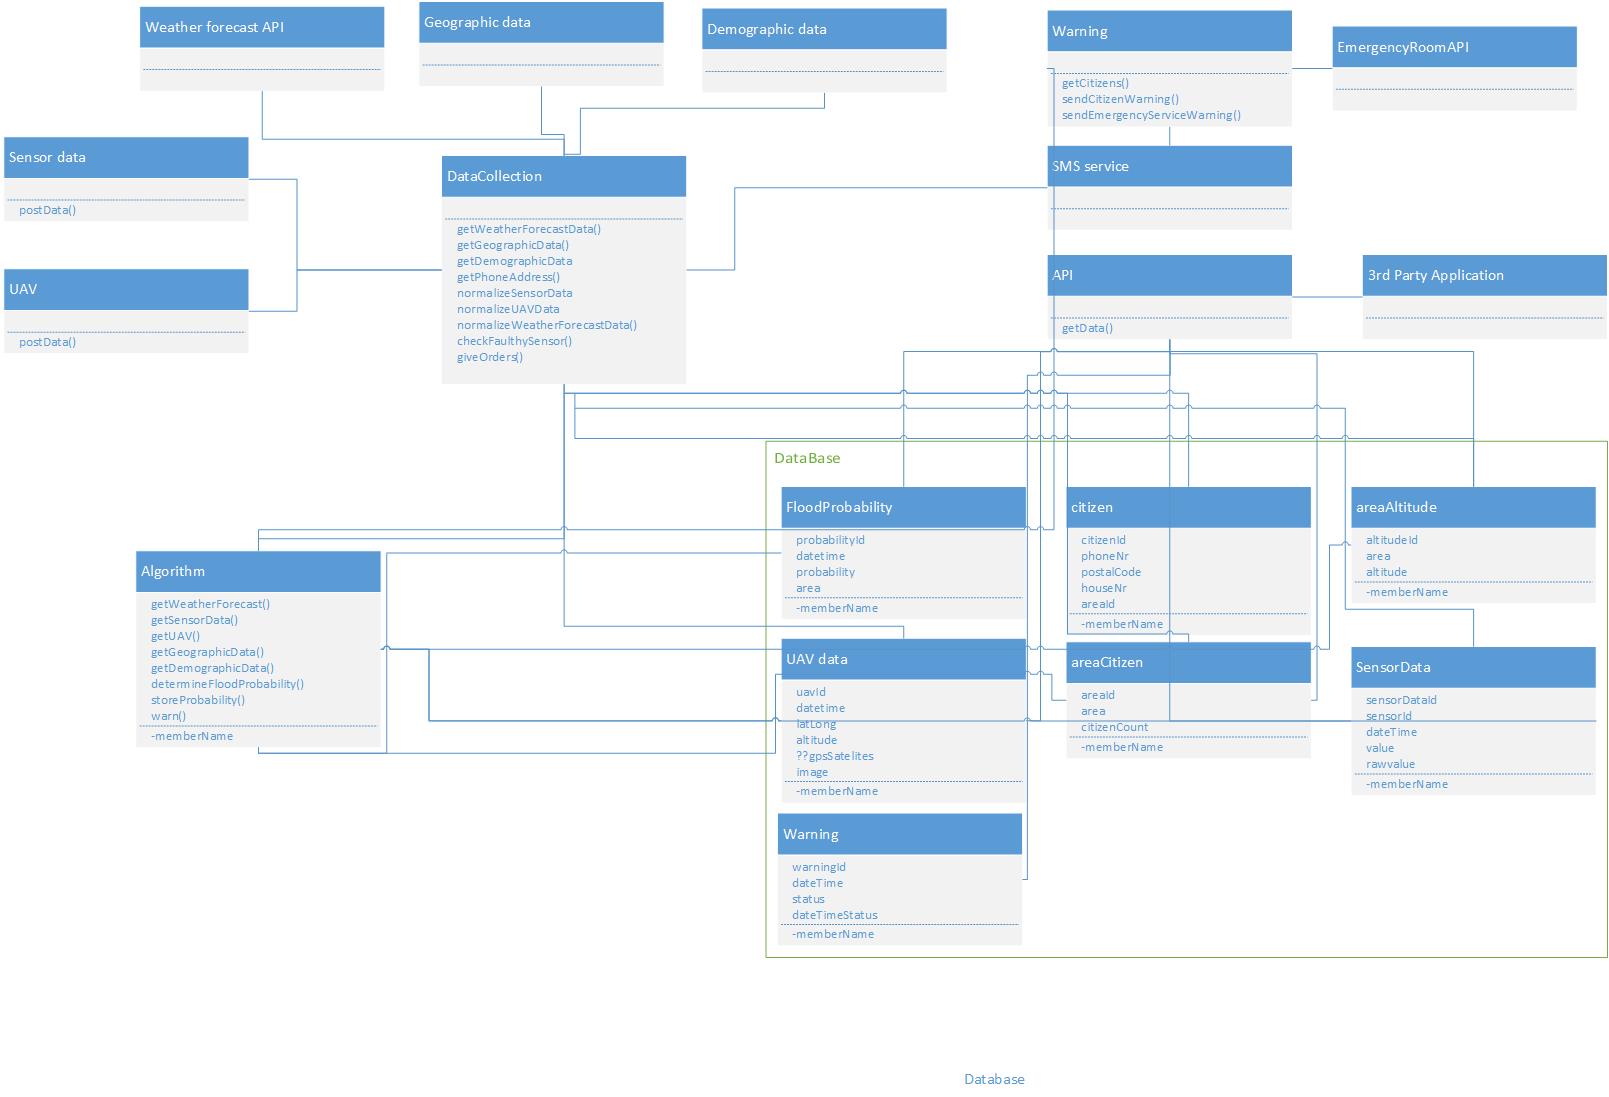 Weather forecast API
Geographic data
Demographic data
Warning
getCitizens()
sendCitizenWarning()
sendEmergencyServiceWarning()
EmergencyRoomAPI
Sensor data
postData()
UAV
postData()
DataCollection
getWeatherForecastData()
getGeographicData()
getDemographicData
getPhoneAddress()
normalizeSensorData
normalizeUAVData
normalizeWeatherForecastData()
checkFaulthySensor()
giveOrders()
SMS service
API
getData()
3rd Party Application
DataBase
Algorithm
getWeatherForecast()
getSensorData()
getUAV()
getGeographicData()
getDemographicData()
determineFloodProbability()
storeProbability()
warn()
-memberName
FloodProbability
probabilityId
datetime
probability
area
-memberName
citizen
citizenId
phoneNr
postalCode
houseNr
areaId
-memberName
areaAltitude
altitudeId
area
altitude
-memberName
UAV data
uavId
datetime
latLong
altitude
??gpsSatelites
image
-memberName
areaCitizen
areaId
area
citizenCount
-memberName
SensorData
sensorDataId
sensorId
dateTime
value
rawvalue
-memberName
Warning
warningId
dateTime
status
dateTimeStatus
-memberName
Database